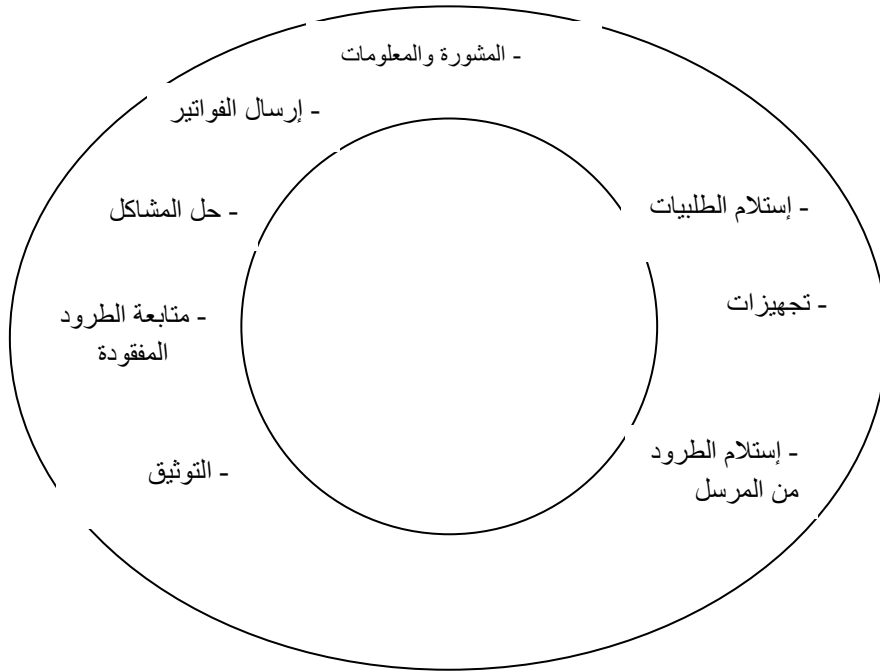 - المشورة والمعلومات
- إرسال الفواتير
- إستلام الطلبيات
- حل المشاكل
- تجهيزات
- متابعة الطرود
المفقودة
- إستلام الطرود
من المرسل
- التوثيق